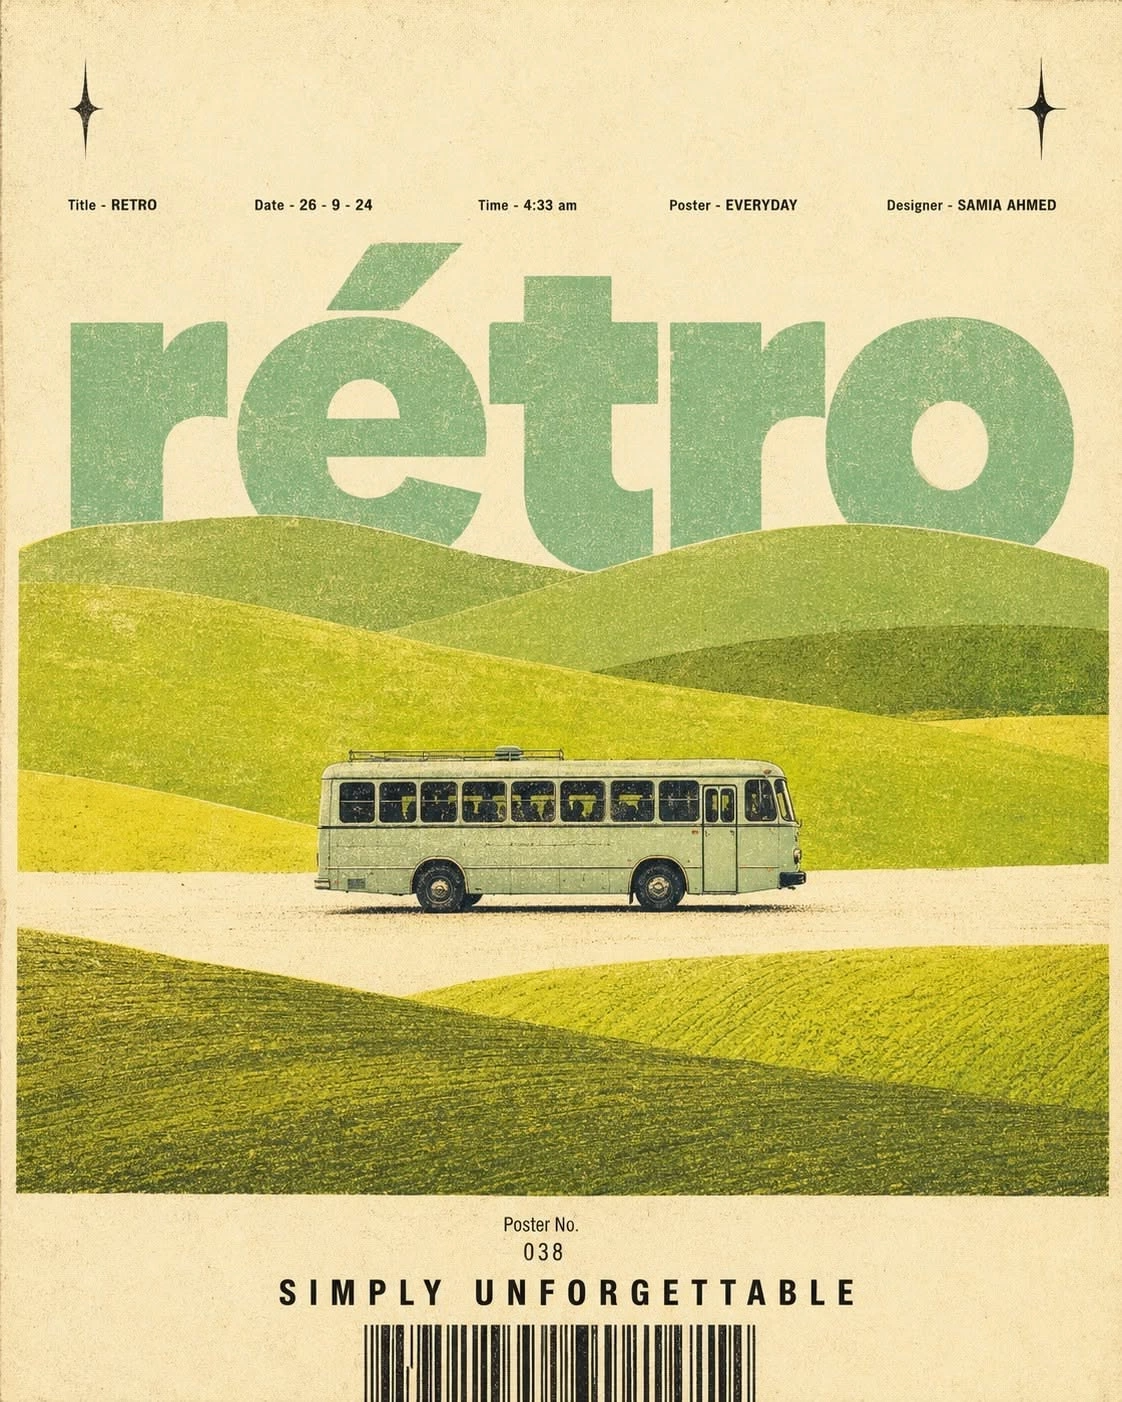 Title - RETRO
Date - 26 - 9 - 24
Time - 4:33 am
Poster - EVERYDAY
Designer - SAMIA AHMED
rétro
Poster No.
038
SIMPLY UNFORGETTABLE